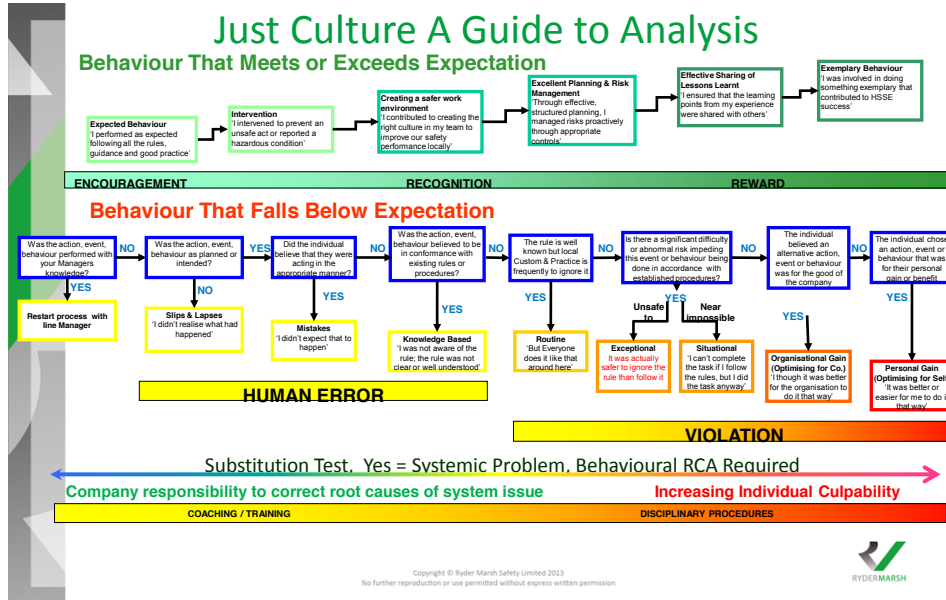 Just Culture A Guide to Analysis
Behaviour That Meets or Exceeds Expectation
Expected Behaviour
'I performed as expected
following all the rules,
guidance and good practice'
Intervention
'I intervened to prevent an
unsafe act or reported a
hazardous condition'
Creating a safer work
environment
'I contributed to creating the
right culture in my team to
improve our safety
performance locally'
Excellent Planning & Risk
Management
'Through effective,
structured planning, I
managed risks proactively
through appropriate
controls'
Effective Sharing of
Lessons Learnt
'I ensured that the learning
points from my experience
were shared with others'
Exemplary Behaviour
'I was involved in doing
something exemplary that
contributed to HSSE
success'
ENCOURAGEMENT
RECOGNITION
REWARD
Behaviour That Falls Below Expectation
Was the action, event,
behaviour performed with
your Managers
knowledge?
NO
Was the action, event,
behaviour as planned or
intended?
YES
Did the individual
believe that they were
acting in the
appropriate manner?
NO
Was the action, event,
behaviour believed to be
in conformance with
existing rules or
procedures?
NO
The rule is well
known but local
Custom & Practice is
frequently to ignore it
NO
Is there a significant difficulty
or abnormal risk impeding
this event or behaviour being
done in accordance with
established procedures?
NO
The individual
believed an
alternative action,
event or behaviour
was for the good of
the company
NO
The individual chose
an action, event or
behaviour that was
for their personal
gain or benefit
YES
Restart process with
line Manager
NO
Slips & Lapses
'I didn't realise what had
happened'
YES
Mistakes
'I didn't expect that to
happen'
YES
Knowledge Based
'I was not aware of the
rule; the rule was not
clear or well understood'
YES
Routine
'But Everyone
does it like that
around here'
YES
Unsafe
to
Near
impossible
Exceptional
It was actually
safer to ignore the
rule than follow it
Situational
'I can't complete
the task if I follow
the rules, but I did
the task anyway'
YES
Organisational Gain
(Optimising for Co.)
'I though it was better
for the organisation to
do it that way'
YES
Personal Gain
(Optimising for Self)
'It was better or
easier for me to do it
that way'
HUMAN ERROR
VIOLATION
Substitution Test, Yes = Systemic Problem, Behavioural RCA Required
Company responsibility to correct root causes of system issue
Increasing Individual Culpability
COACHING / TRAINING
DISCIPLINARY PROCEDURES
Copyright © Ryder Marsh Safety Limited 2013
No further reproduction or use permitted without express written permission
RYDERMARSH